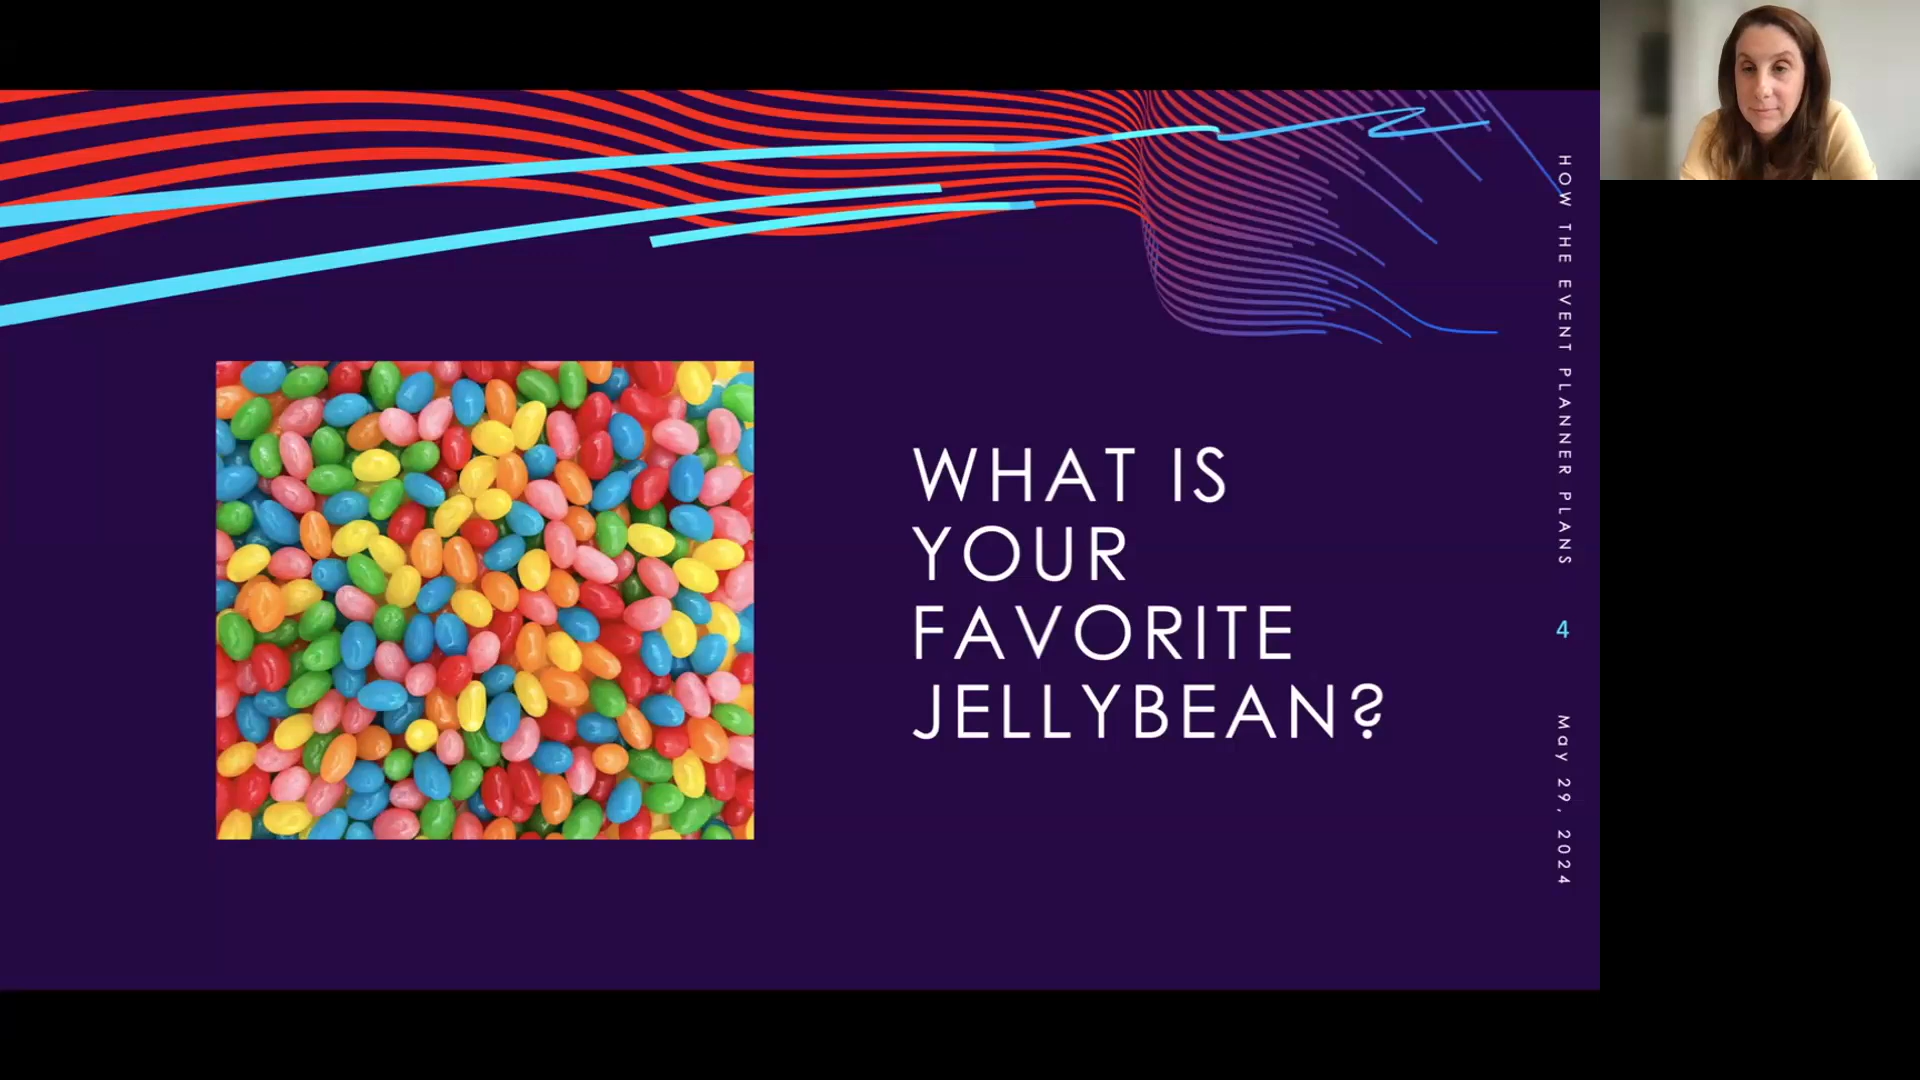 WHAT IS
YOUR
FAVORITE
JELLYBEAN?
HOW THE EVENT PLANNER PLANS
4
May 29, 2024